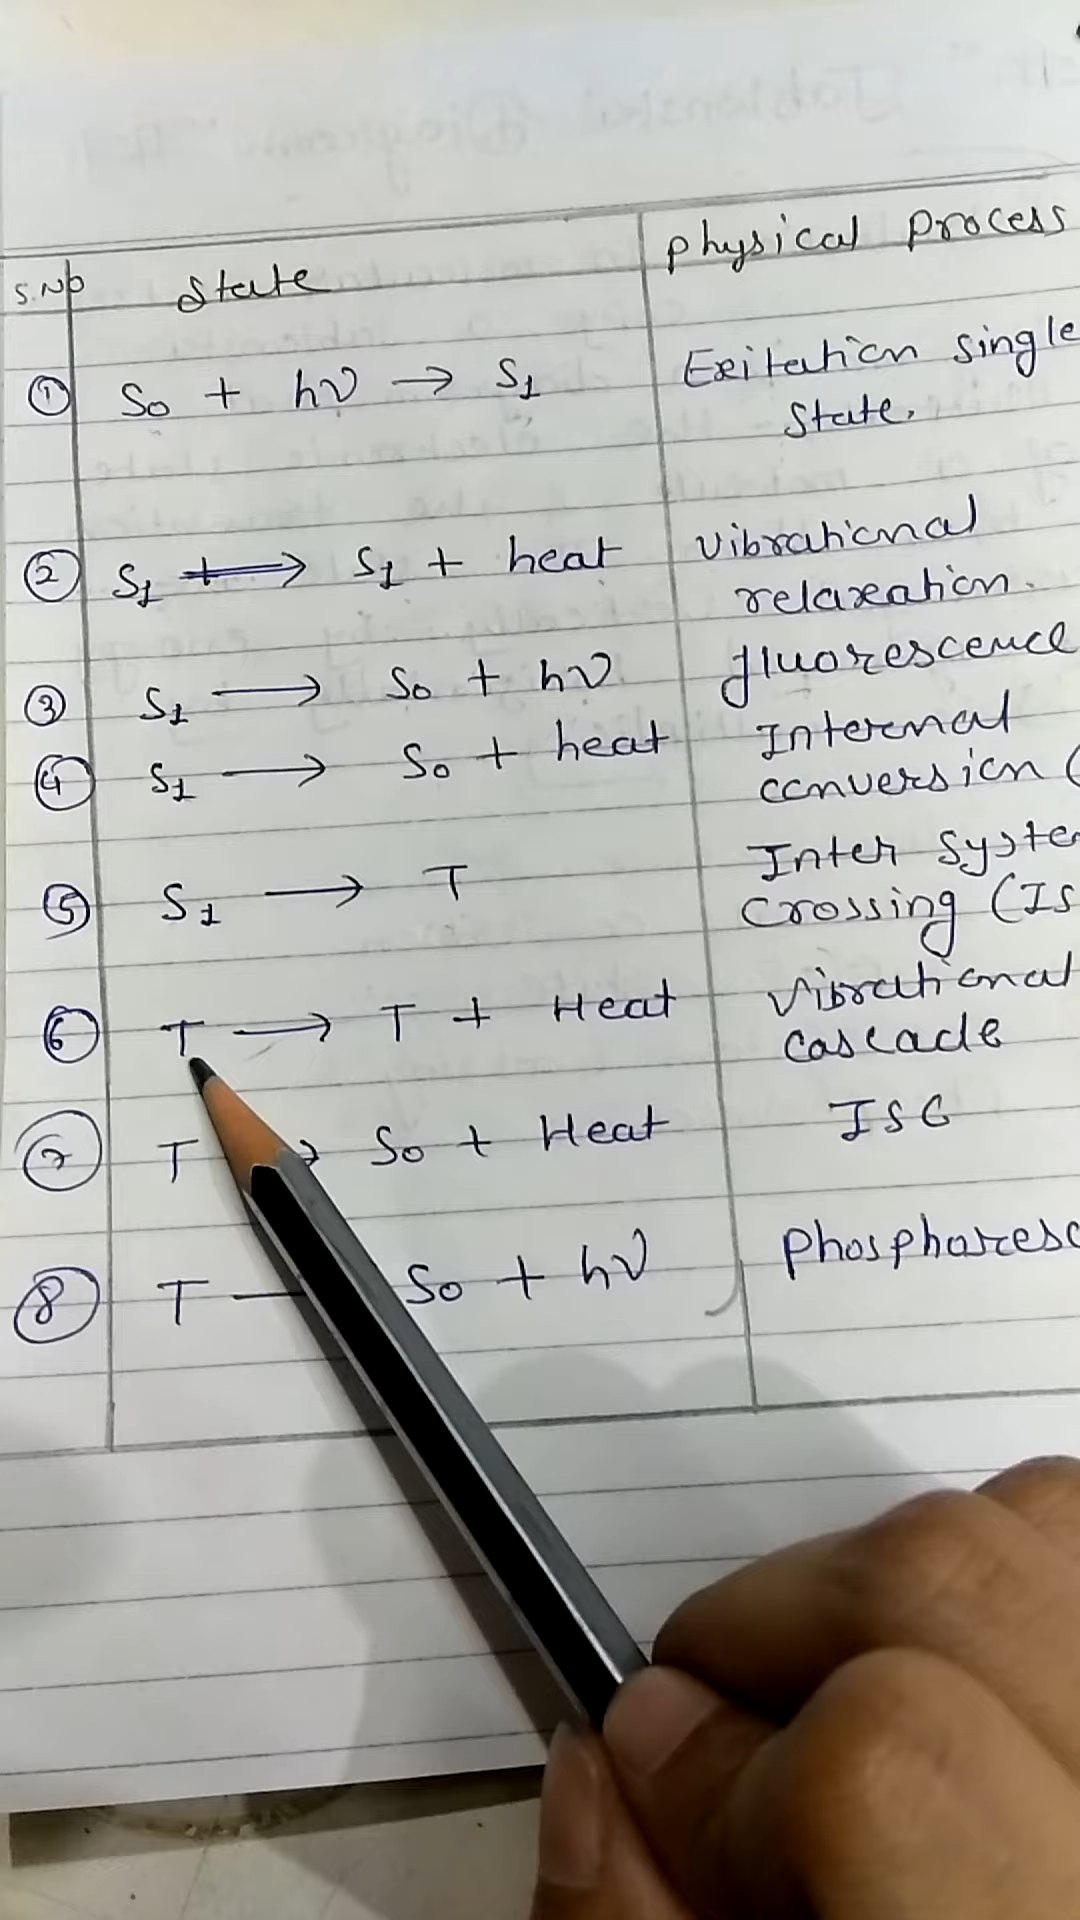 S.No State Physical Process
① S₀ + hν → S₁ Exitation single
state.
② S₁ → S₁ + heat vibrational
relaxation.
③ S₁ → S₀ + hν fluorescence
④ S₁ → S₀ + heat Internal
conversion (
⑤ S₁ → T Inter Syste
crossing (IS
⑥ T → T + Heat Vibrational
cascade
⑦ T → S₀ + Heat ISC
⑧ T — S₀ + hν Phosphoresc